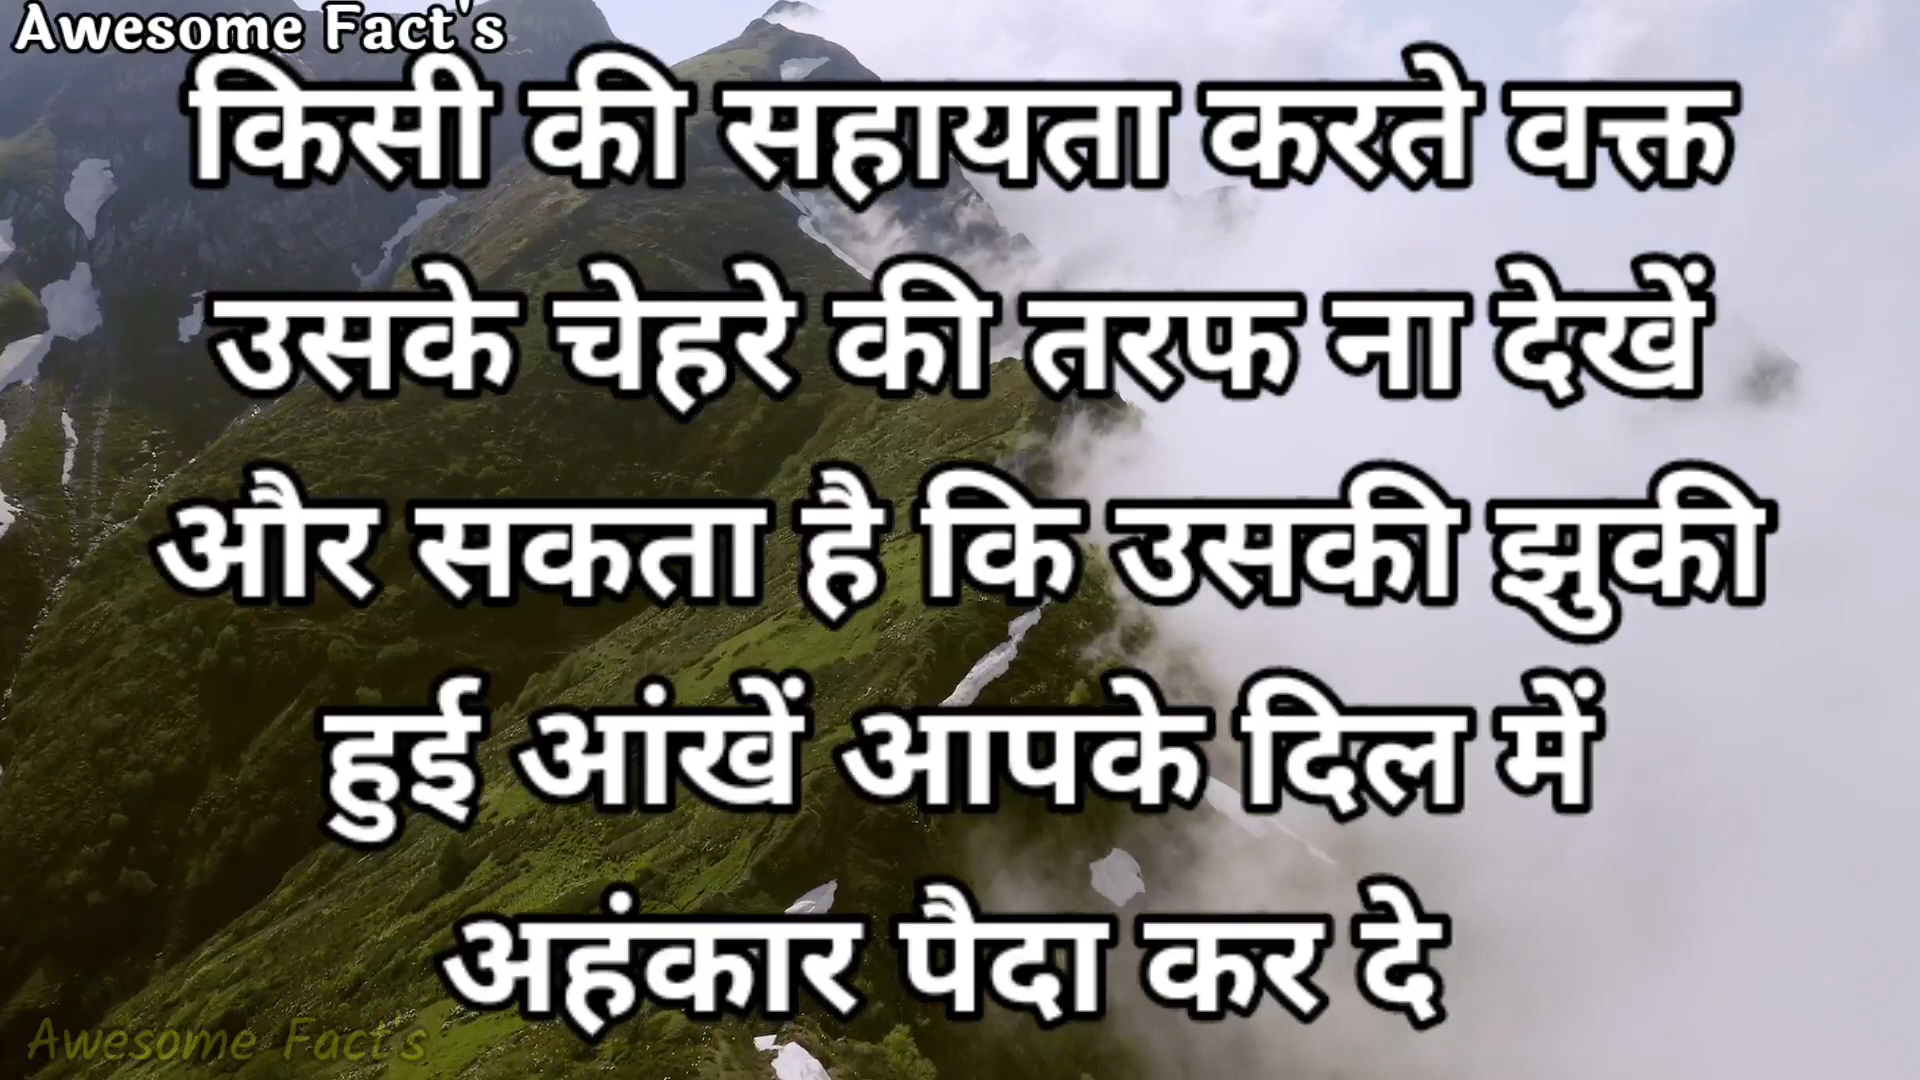 Awesome Fact's
किसी की सहायता करते वक्त
उसके चेहरे की तरफ ना देखें
और सकता है कि उसकी झुकी
हुई आंखें आपके दिल में
अहंकार पैदा कर दे
Awesome Fact's